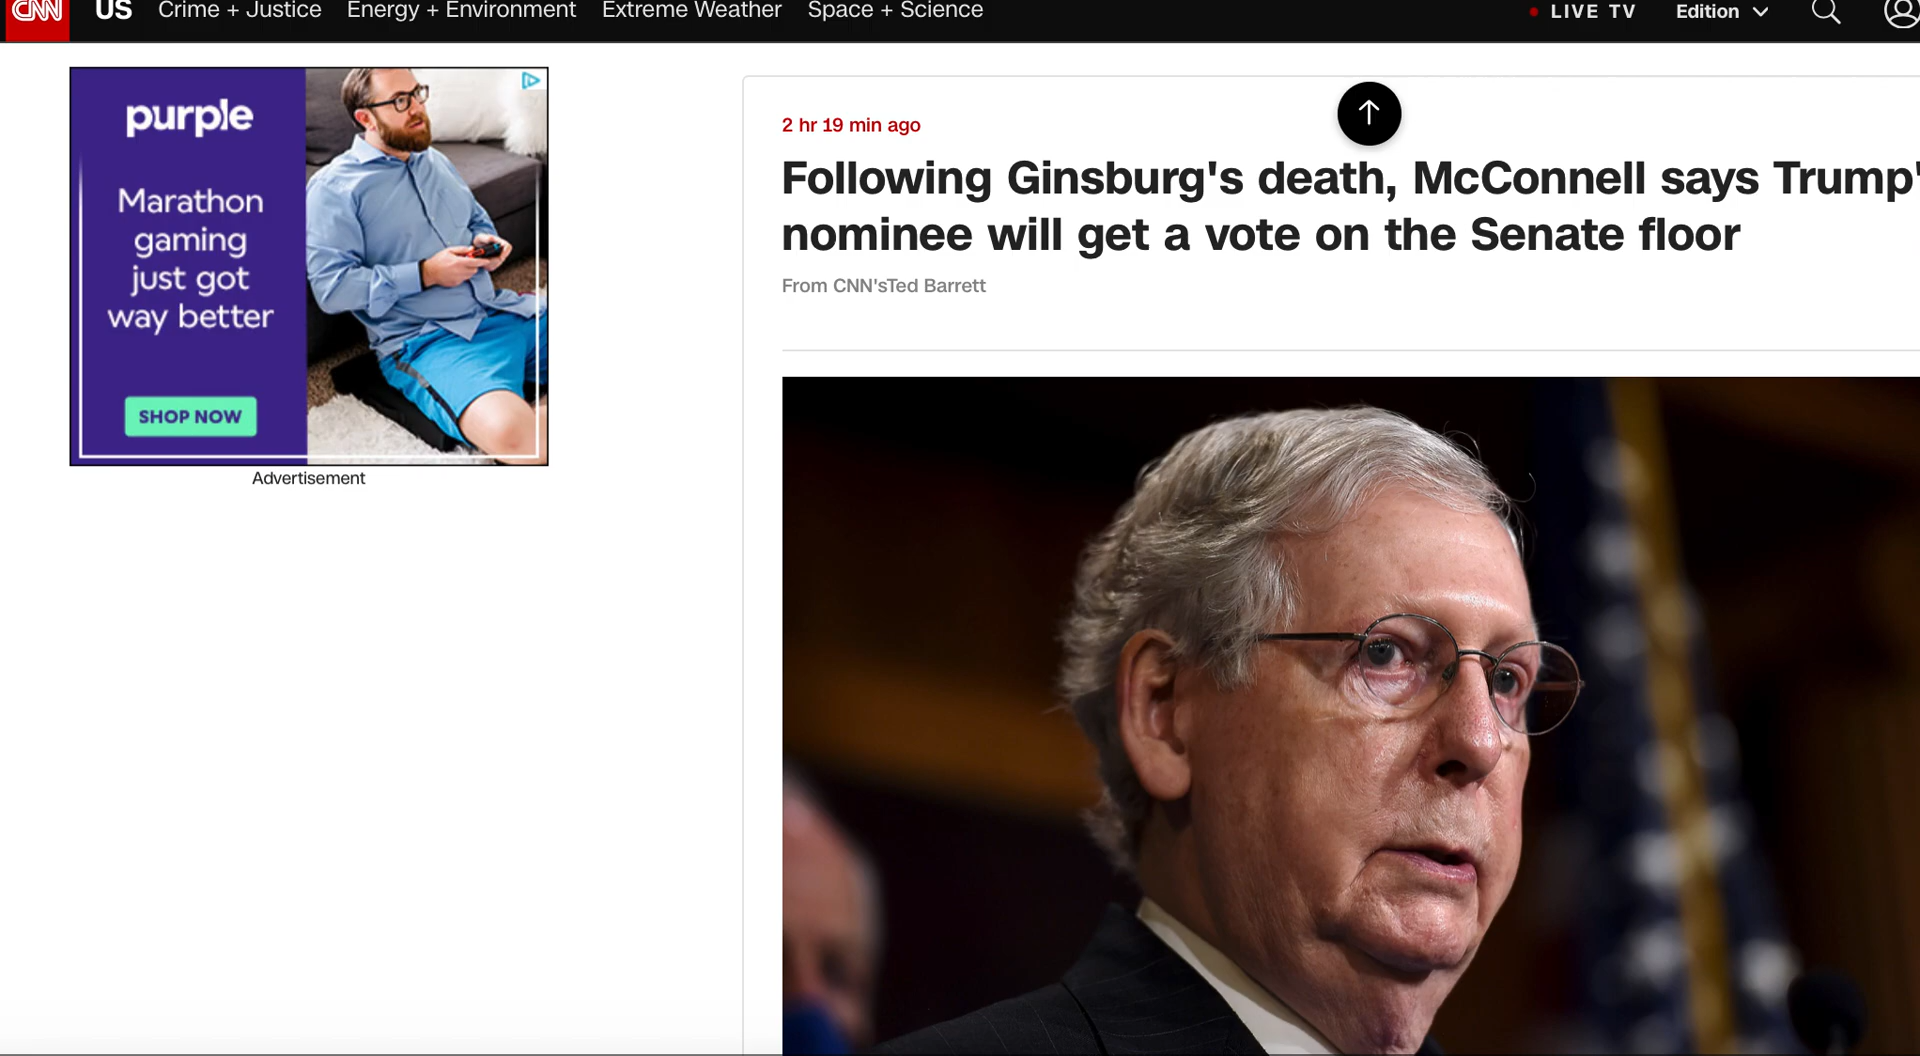 CNN US Crime + Justice Energy + Environment Extreme Weather Space + Science LIVE TV Edition
purple
Marathon
gaming
just got
way better
SHOP NOW
Advertisement
2 hr 19 min ago
Following Ginsburg's death, McConnell says Trump'
nominee will get a vote on the Senate floor
From CNN'sTed Barrett